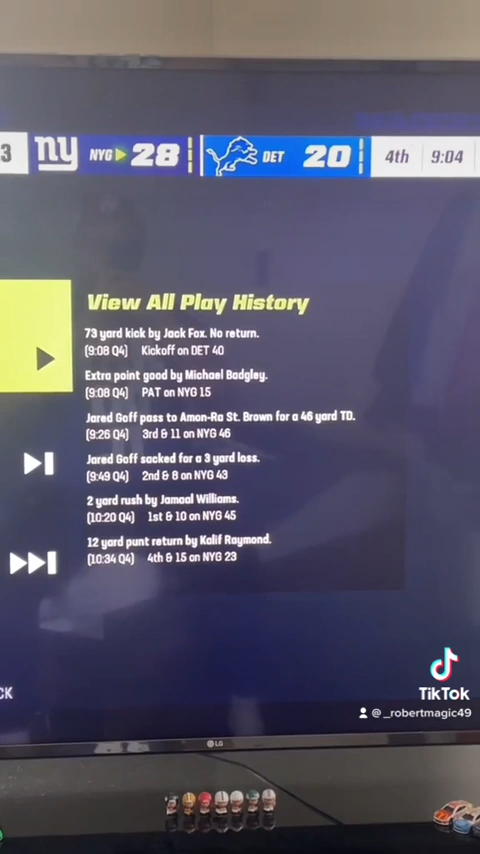 3 ny NYG 28 DET 20 4th 9:04
View All Play History
73 yard kick by Jack Fox. No return.
(9:08 Q4) Kickoff on DET 40
Extra point good by Michael Badgley.
(9:08 Q4) PAT on NYG 15
Jared Goff pass to Amon-Ra St. Brown for a 46 yard TD.
(9:26 Q4) 3rd & 11 on NYG 46
Jared Goff sacked for a 3 yard loss.
(9:49 Q4) 2nd & 8 on NYG 43
2 yard rush by Jamaal Williams.
(10:20 Q4) 1st & 10 on NYG 45
12 yard punt return by Kalif Raymond.
(10:34 Q4) 4th & 15 on NYG 23
CK
TikTok
@_robertmagic49
LG